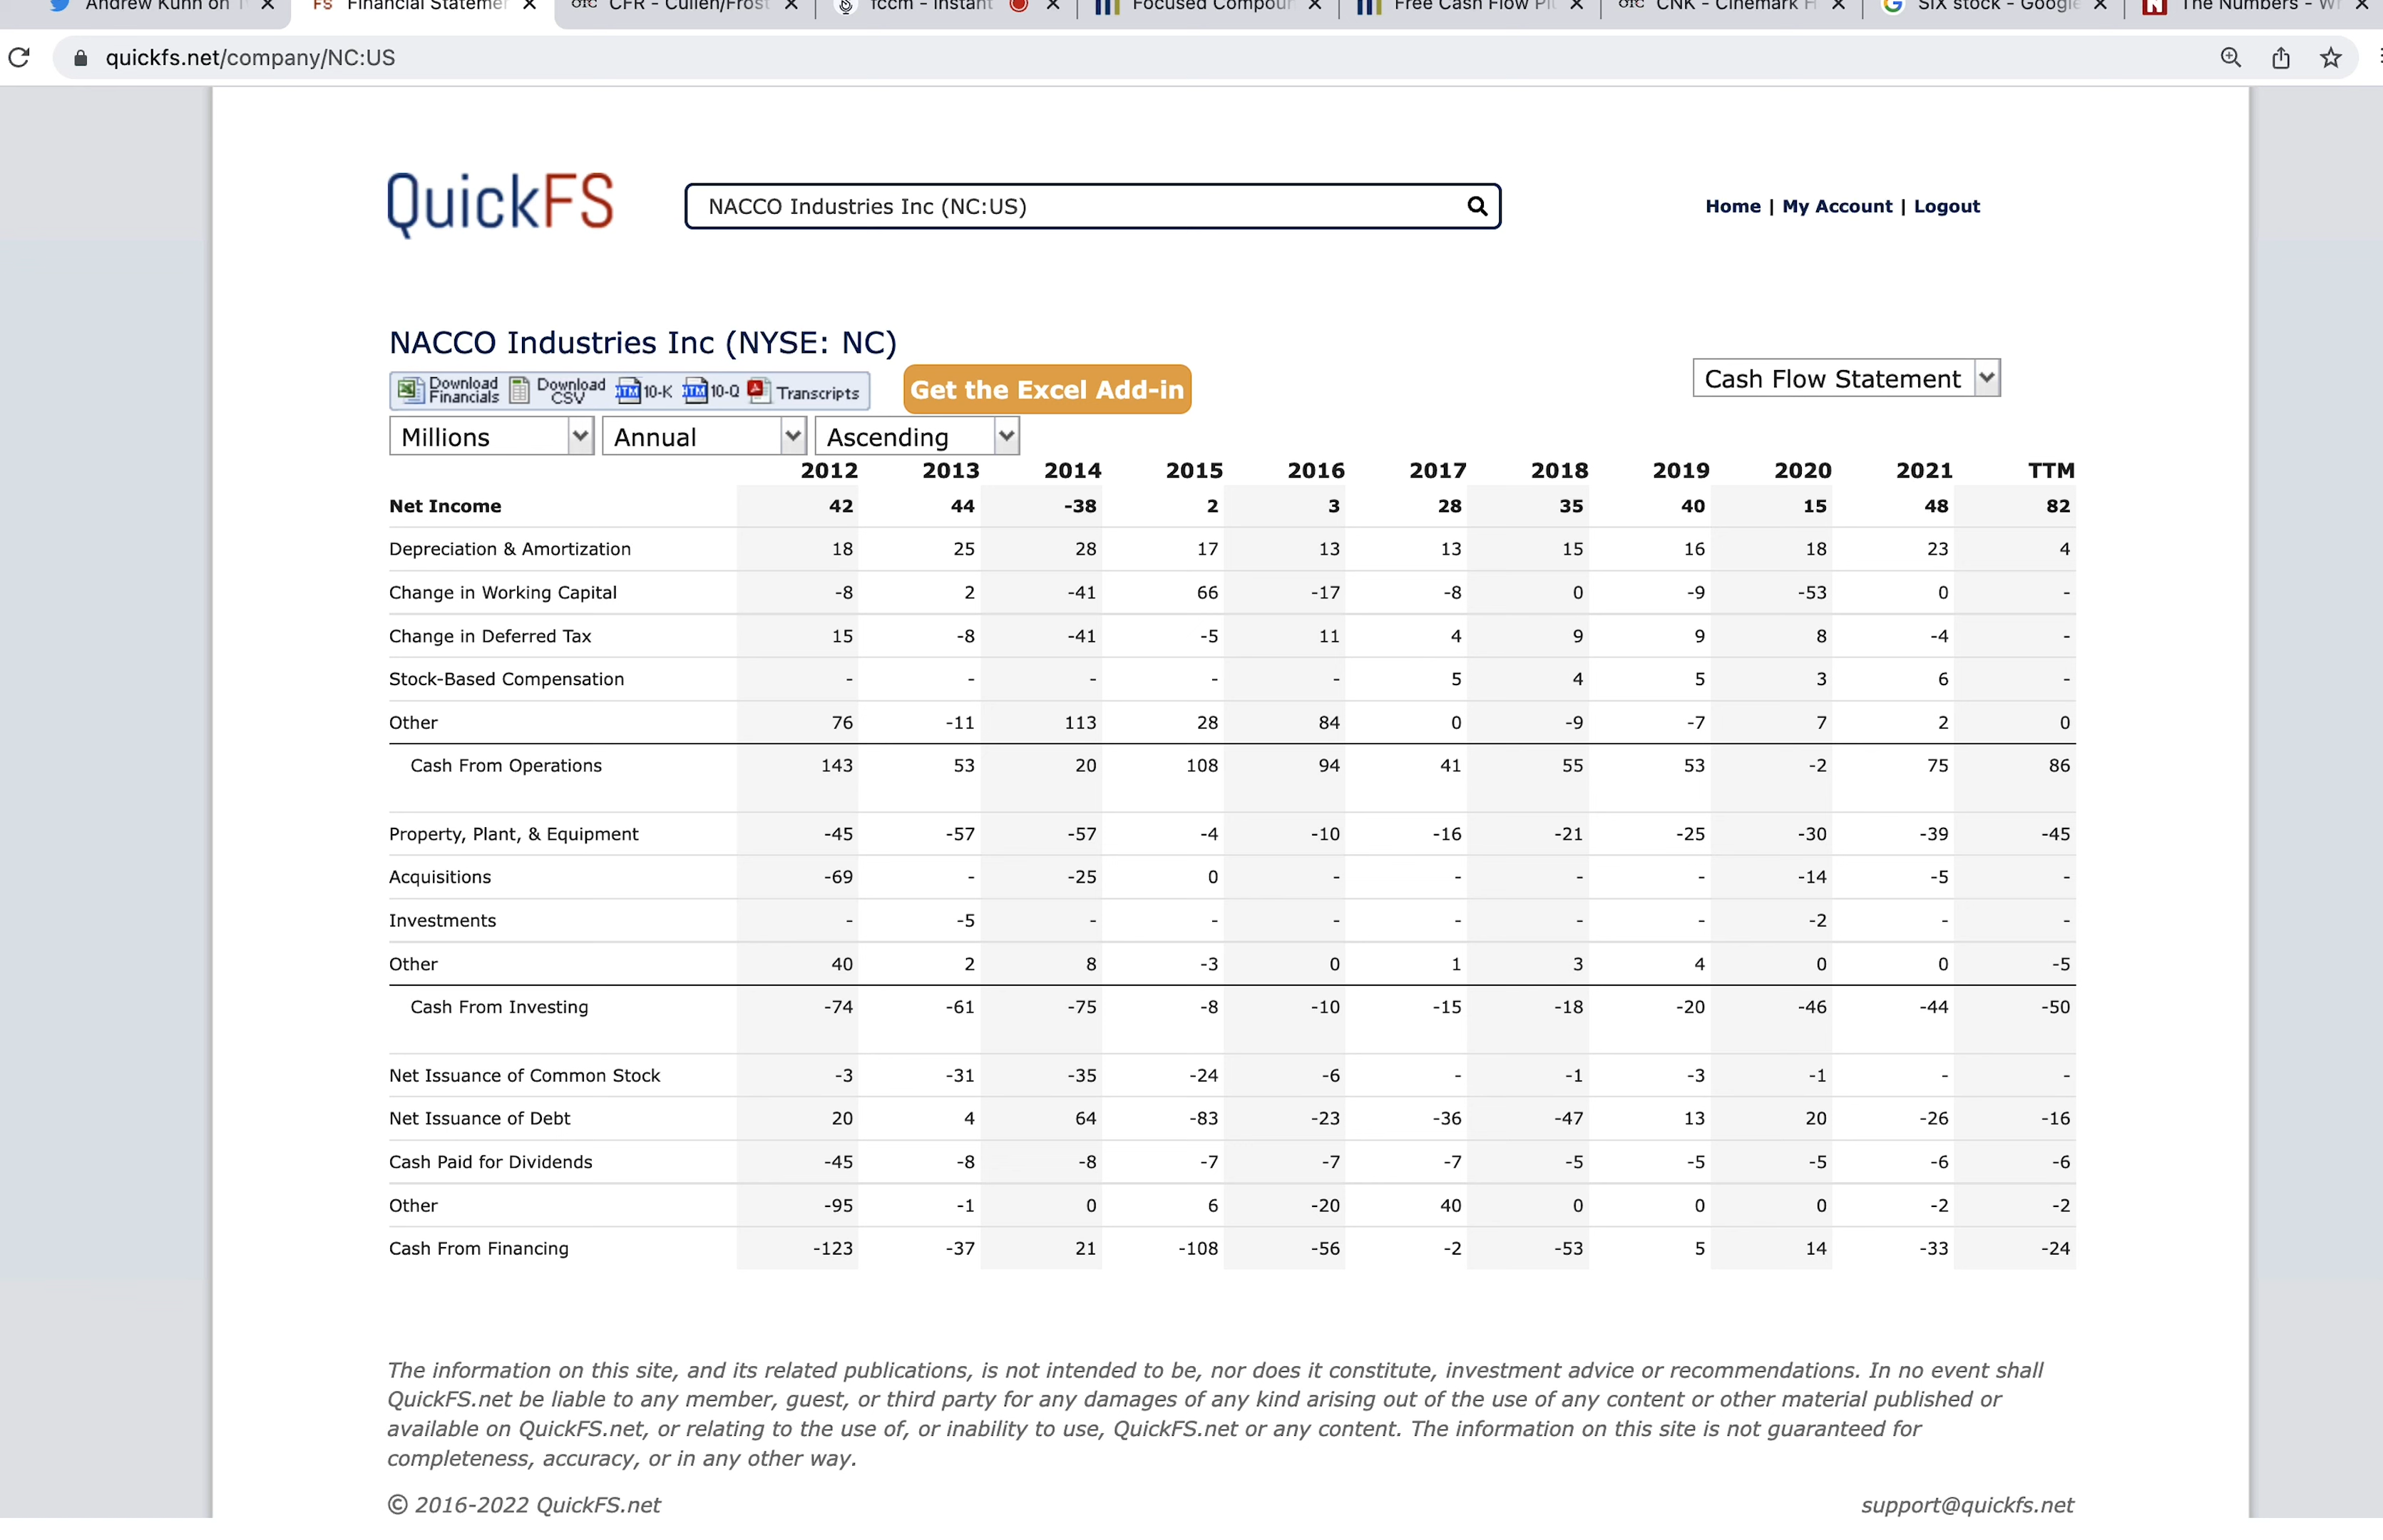 Andrew Kuhn on
FS Financial Statemen
OTC CFR - Cullen/Frost
fccm - Instant
Focused Compoun
Free Cash Flow
CNK - Cinemark
SIX stock - Google
The Numbers -
quickfs.net/company/NC:US
QuickFS
NACCO Industries Inc (NC:US)
Home | My Account | Logout
NACCO Industries Inc (NYSE: NC)
Download Financials
Download CSV
10-K
10-Q
Transcripts
Get the Excel Add-in
Cash Flow Statement
Millions Annual Ascending
2012 2013 2014 2015 2016 2017 2018 2019 2020 2021 TTM
Net Income 42 44 -38 2 3 28 35 40 15 48 82
Depreciation & Amortization 18 25 28 17 13 13 15 16 18 23 4
Change in Working Capital -8 2 -41 66 -17 -8 0 -9 -53 0 -
Change in Deferred Tax 15 -8 -41 -5 11 4 9 9 8 -4 -
Stock-Based Compensation - - - - - 5 4 5 3 6 -
Other 76 -11 113 28 84 0 -9 -7 7 2 0
Cash From Operations 143 53 20 108 94 41 55 53 -2 75 86
Property, Plant, & Equipment -45 -57 -57 -4 -10 -16 -21 -25 -30 -39 -45
Acquisitions -69 - -25 0 - - - - -14 -5 -
Investments - -5 - - - - - - -2 - -
Other 40 2 8 -3 0 1 3 4 0 0 -5
Cash From Investing -74 -61 -75 -8 -10 -15 -18 -20 -46 -44 -50
Net Issuance of Common Stock -3 -31 -35 -24 -6 - -1 -3 -1 - -
Net Issuance of Debt 20 4 64 -83 -23 -36 -47 13 20 -26 -16
Cash Paid for Dividends -45 -8 -8 -7 -7 -7 -5 -5 -5 -6 -6
Other -95 -1 0 6 -20 40 0 0 0 -2 -2
Cash From Financing -123 -37 21 -108 -56 -2 -53 5 14 -33 -24
The information on this site, and its related publications, is not intended to be, nor does it constitute, investment advice or recommendations. In no event shall
QuickFS.net be liable to any member, guest, or third party for any damages of any kind arising out of the use of any content or other material published or
available on QuickFS.net, or relating to the use of, or inability to use, QuickFS.net or any content. The information on this site is not guaranteed for
completeness, accuracy, or in any other way.
© 2016-2022 QuickFS.net
support@quickfs.net